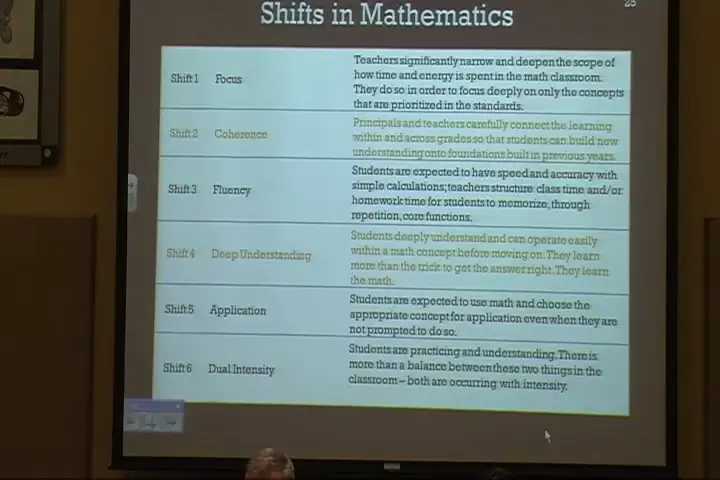 25
Shifts in Mathematics
Shift 1 Focus
Teachers significantly narrow and deepen the scope of
how time and energy is spent in the math classroom.
They do so in order to focus deeply on only the concepts
that are prioritized in the standards.
Shift 2 Coherence
Principals and teachers carefully connect the learning
within and across grades so that students can build new
understanding onto foundations built in previous years.
Shift 3 Fluency
Students are expected to have speed and accuracy with
simple calculations; teachers structure class time and/or
homework time for students to memorize, through
repetition, core functions.
Shift 4 Deep Understanding
Students deeply understand and can operate easily
within a math concept before moving on. They learn
more than the trick to get the answer right. They learn
the math.
Shift 5 Application
Students are expected to use math and choose the
appropriate concept for application even when they are
not prompted to do so.
Shift 6 Dual Intensity
Students are practicing and understanding. There is
more than a balance between these two things in the
classroom – both are occurring with intensity.